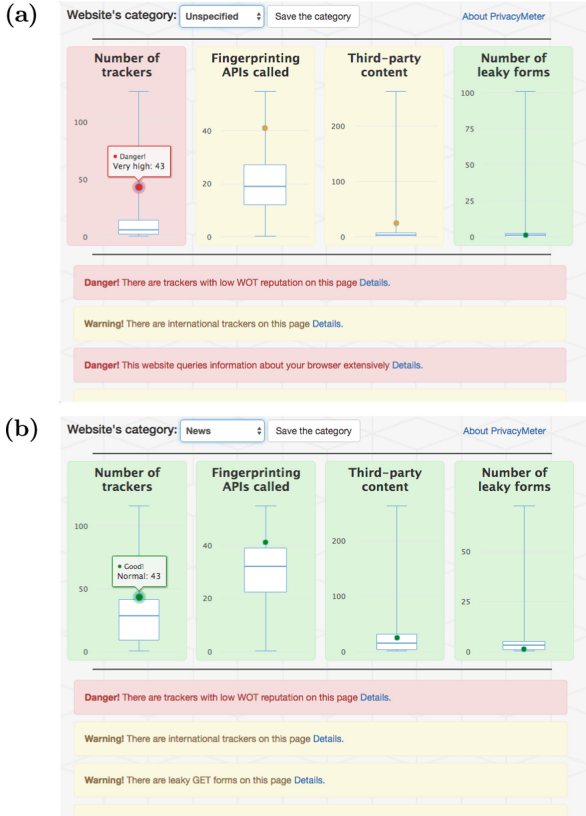 (a)
Website's category: Unspecified Save the category About PrivacyMeter
Number of trackers
100
50
0
Danger!
Very high: 43
Fingerprinting APIs called
40
20
0
Third-party content
200
100
0
Number of leaky forms
100
75
50
25
0
Danger! There are trackers with low WOT reputation on this page Details.
Warning! There are international trackers on this page Details.
Danger! This website queries information about your browser extensively Details.
(b)
Website's category: News Save the category About PrivacyMeter
Number of trackers
100
50
0
Good!
Normal: 43
Fingerprinting APIs called
40
20
0
Third-party content
200
100
0
Number of leaky forms
50
25
0
Danger! There are trackers with low WOT reputation on this page Details.
Warning! There are international trackers on this page Details.
Warning! There are leaky GET forms on this page Details.